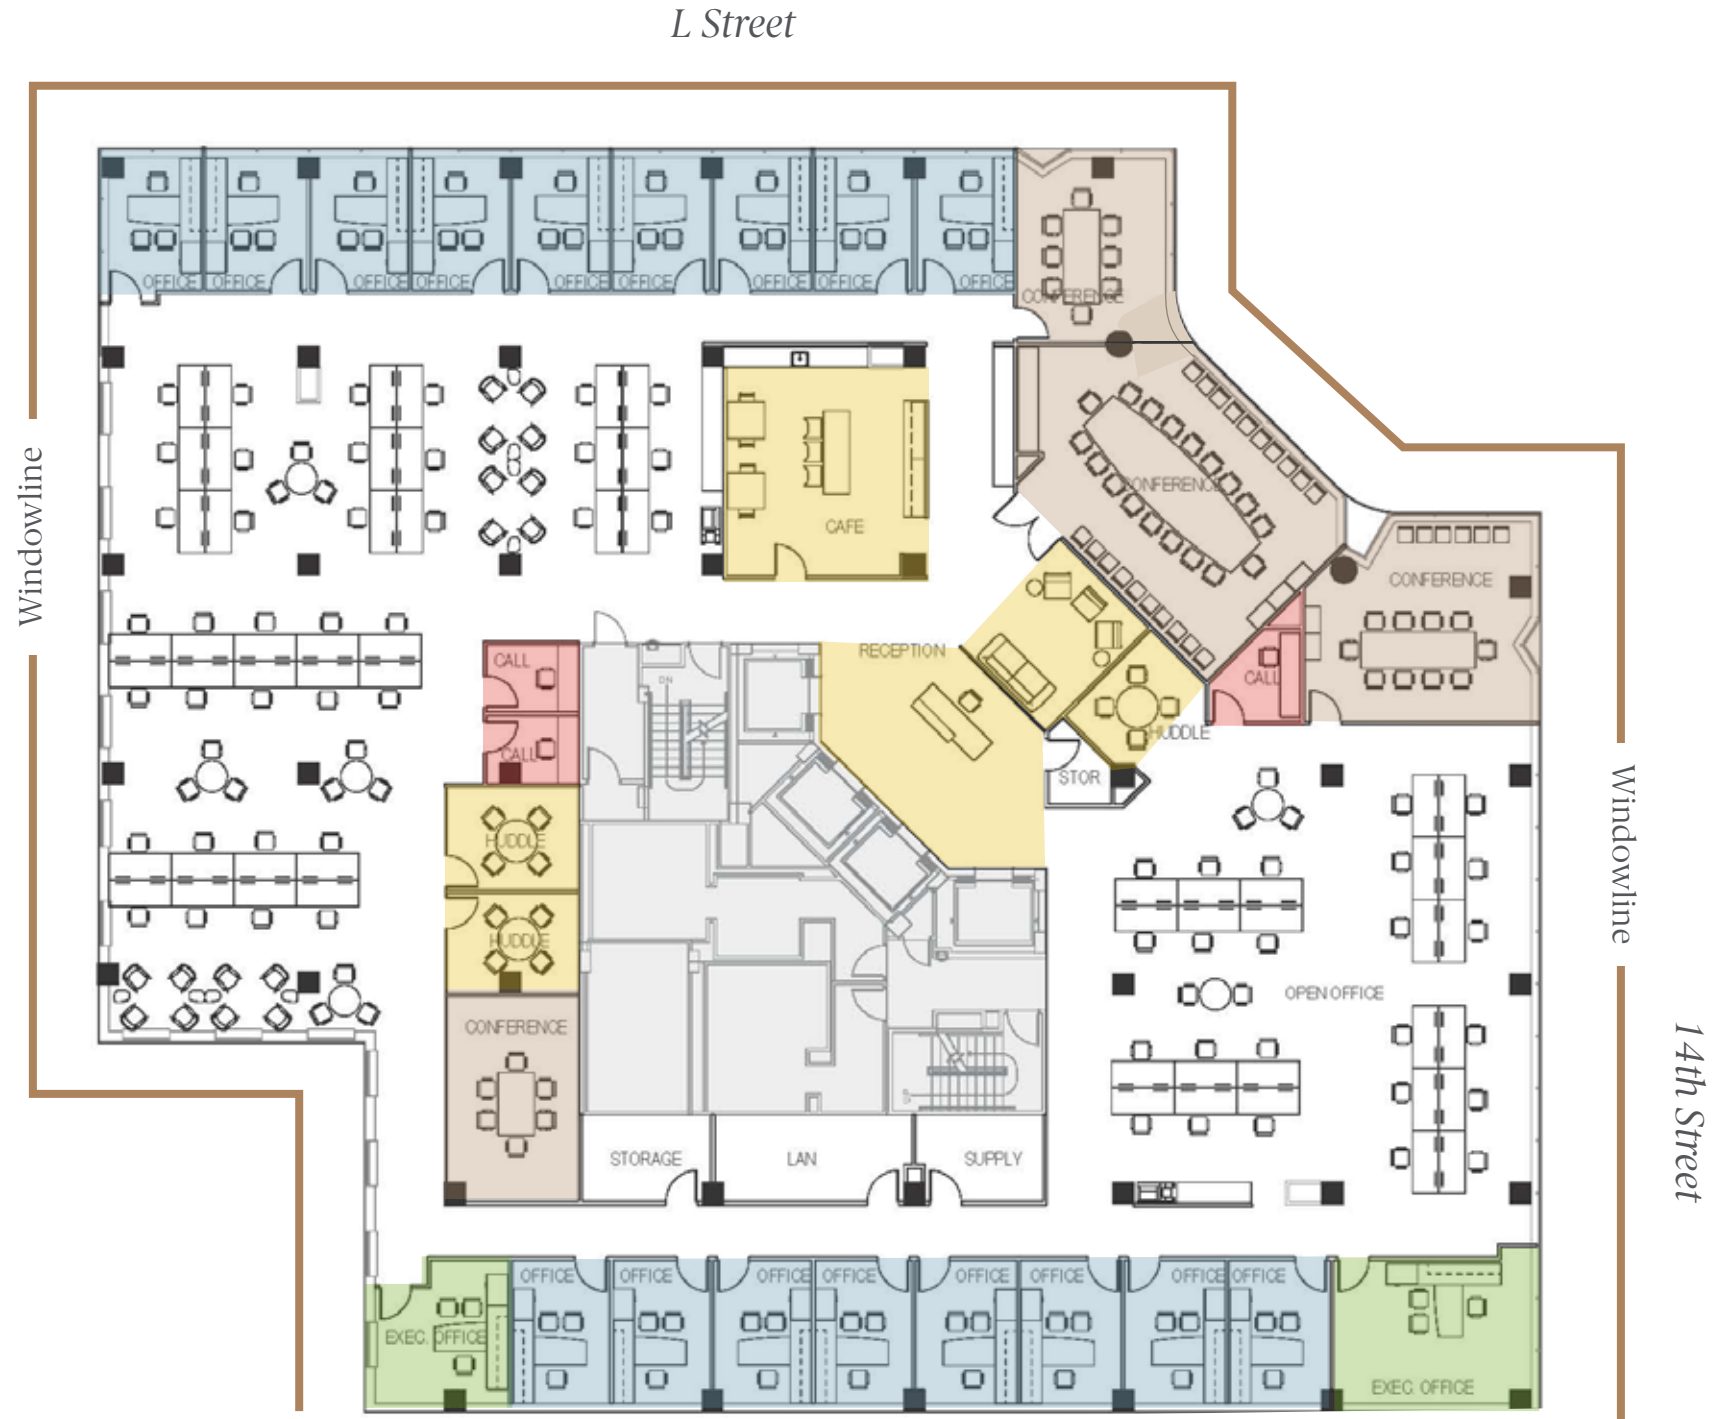 L Street
OFFICE
OFFICE
OFFICE
OFFICE
OFFICE
OFFICE
OFFICE
OFFICE
OFFICE
CONFERENCE
Windowline
CONFERENCE
CAFE
CONFERENCE
RECEPTION
CALL
DN
CALL
HUDDLE
CALL
STOR
Windowline
HUDDLE
HUDDLE
OPEN OFFICE
CONFERENCE
14th Street
STORAGE
LAN
SUPPLY
OFFICE
OFFICE
OFFICE
OFFICE
OFFICE
OFFICE
OFFICE
OFFICE
EXEC. OFFICE
EXEC. OFFICE